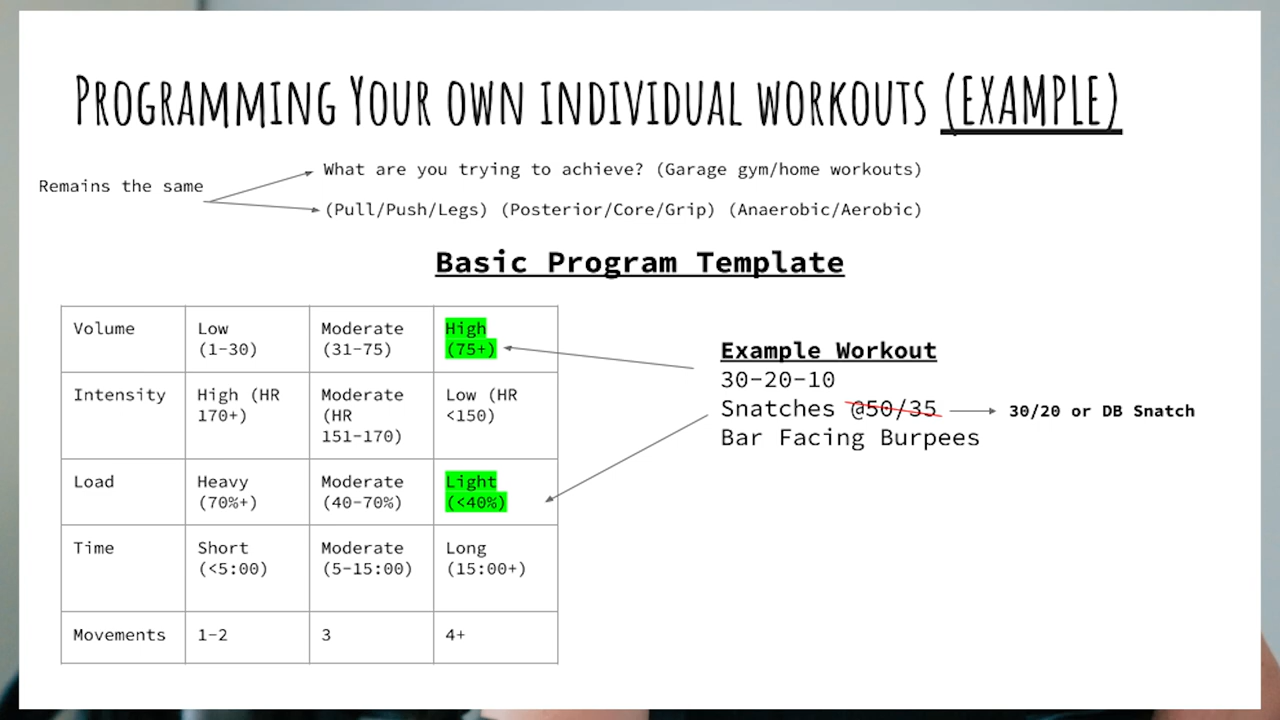 PROGRAMMING YOUR OWN INDIVIDUAL WORKOUTS (EXAMPLE)
Remains the same
What are you trying to achieve? (Garage gym/home workouts)
(Pull/Push/Legs) (Posterior/Core/Grip) (Anaerobic/Aerobic)
Basic Program Template
Volume
Low
(1-30)
Moderate
(31-75)
High
(75+)
Intensity
High (HR
170+)
Moderate
(HR
151-170)
Low (HR
<150)
Load
Heavy
(70%+)
Moderate
(40-70%)
Light
(<40%)
Time
Short
(<5:00)
Moderate
(5-15:00)
Long
(15:00+)
Movements
1-2
3
4+
Example Workout
30-20-10
Snatches @50/35
30/20 or DB Snatch
Bar Facing Burpees